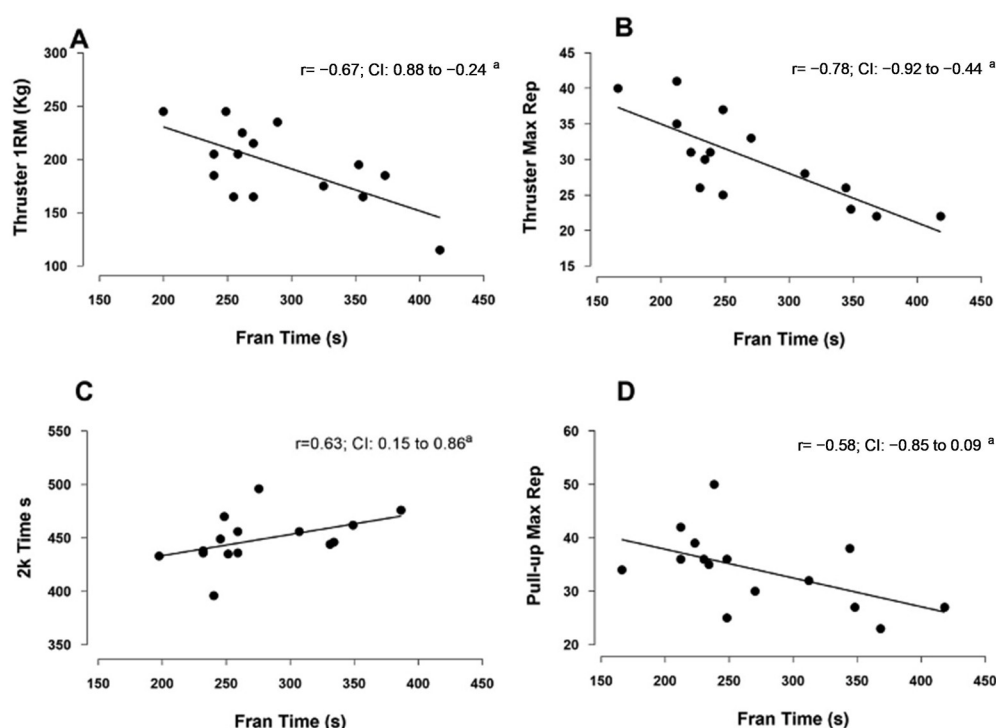 A
r= −0.67; CI: 0.88 to −0.24 a
Thruster 1RM (Kg)
300
250
200
150
100
150 200 250 300 350 400 450
Fran Time (s)
B
r= −0.78; CI: −0.92 to −0.44 a
Thruster Max Rep
45
40
35
30
25
20
15
150 200 250 300 350 400 450
Fran Time (s)
C
r=0.63; CI: 0.15 to 0.86a
2k Time s
550
500
450
400
350
150 200 250 300 350 400 450
Fran Time (s)
D
r= −0.58; CI: −0.85 to 0.09 a
Pull-up Max Rep
60
50
40
30
20
150 200 250 300 350 400 450
Fran Time (s)